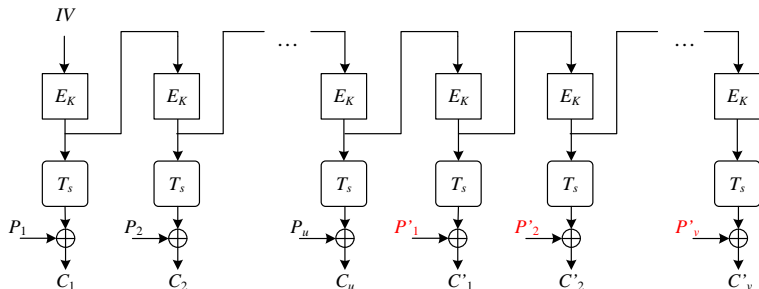 IV
... ...
E_K E_K E_K E_K E_K E_K
T_s T_s T_s T_s T_s T_s
P_1 P_2 P_u P'_1 P'_2 P'_v
C_1 C_2 C_u C'_1 C'_2 C'_v